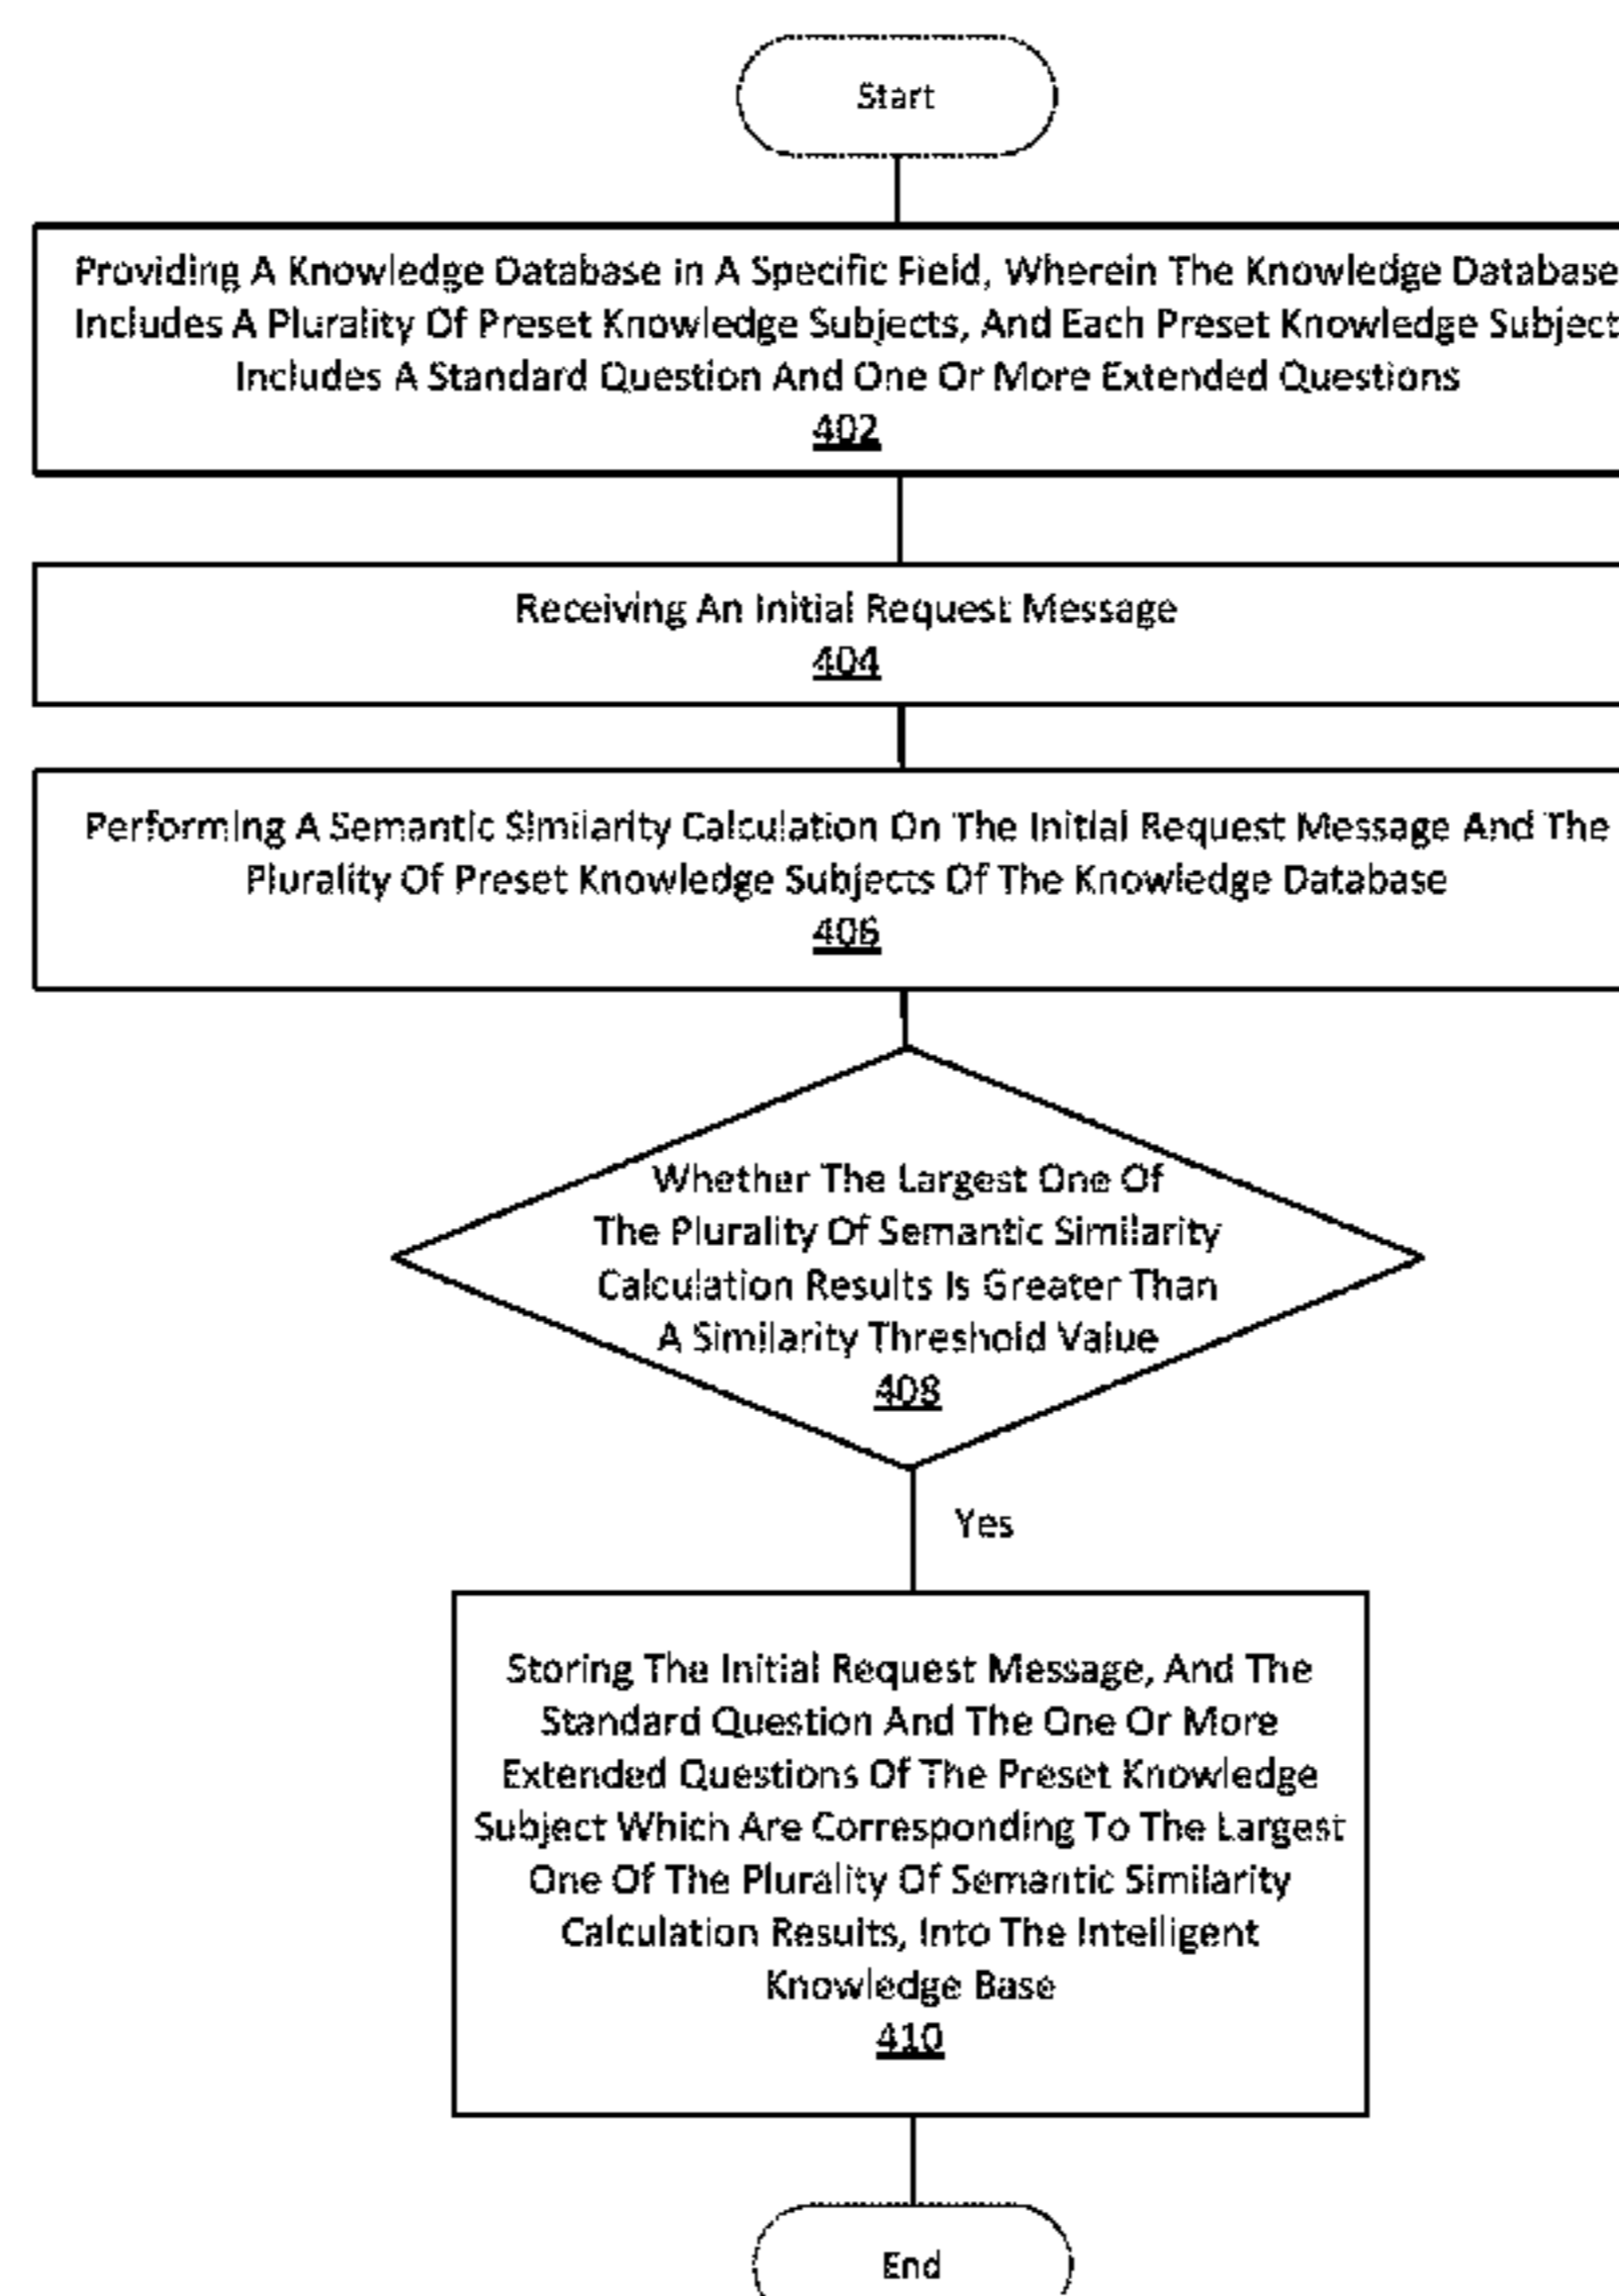 Start
Providing A Knowledge Database in A Specific Field, Wherein The Knowledge Database
Includes A Plurality Of Preset Knowledge Subjects, And Each Preset Knowledge Subject
Includes A Standard Question And One Or More Extended Questions
402
Receiving An Initial Request Message
404
Performing A Semantic Similarity Calculation On The Initial Request Message And The
Plurality Of Preset Knowledge Subjects Of The Knowledge Database
406
Whether The Largest One Of
The Plurality Of Semantic Similarity
Calculation Results Is Greater Than
A Similarity Threshold Value
408
Yes
Storing The Initial Request Message, And The
Standard Question And The One Or More
Extended Questions Of The Preset Knowledge
Subject Which Are Corresponding To The Largest
One Of The Plurality Of Semantic Similarity
Calculation Results, Into The Intelligent
Knowledge Base
410
End